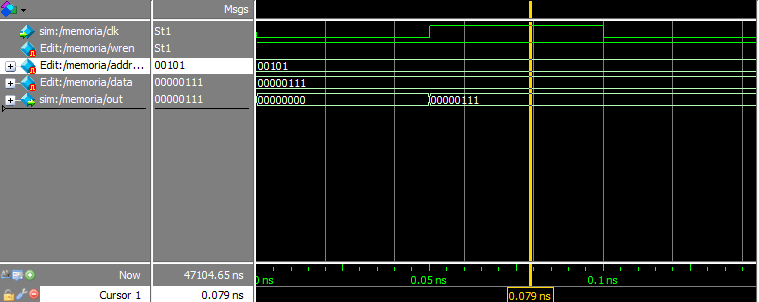 Msgs
sim:/memoria/clk St1
Edit:/memoria/wren St1
Edit:/memoria/addr... 00101 00101
Edit:/memoria/data 00000111 00000111
sim:/memoria/out 00000111 00000000 00000111
Now 47104.65 ns ns 0.05 ns 0.1 ns
Cursor 1 0.079 ns 0.079 ns